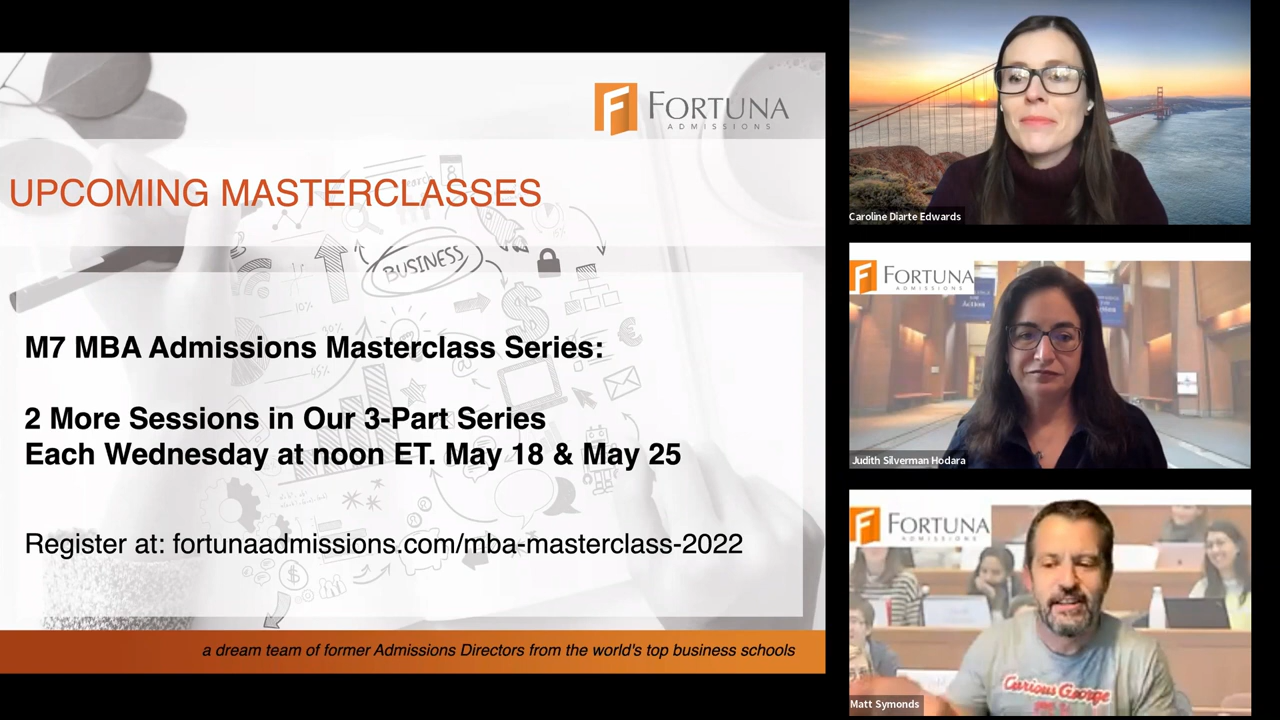 FORTUNA
ADMISSIONS
UPCOMING MASTERCLASSES
BUSINESS
M7 MBA Admissions Masterclass Series:
2 More Sessions in Our 3-Part Series
Each Wednesday at noon ET. May 18 & May 25
Register at: fortunaadmissions.com/mba-masterclass-2022
a dream team of former Admissions Directors from the world's top business schools
Caroline Diarte Edwards
FORTUNA
ADMISSIONS
Judith Silverman Hodara
FORTUNA
ADMISSIONS
Curious George
Matt Symonds